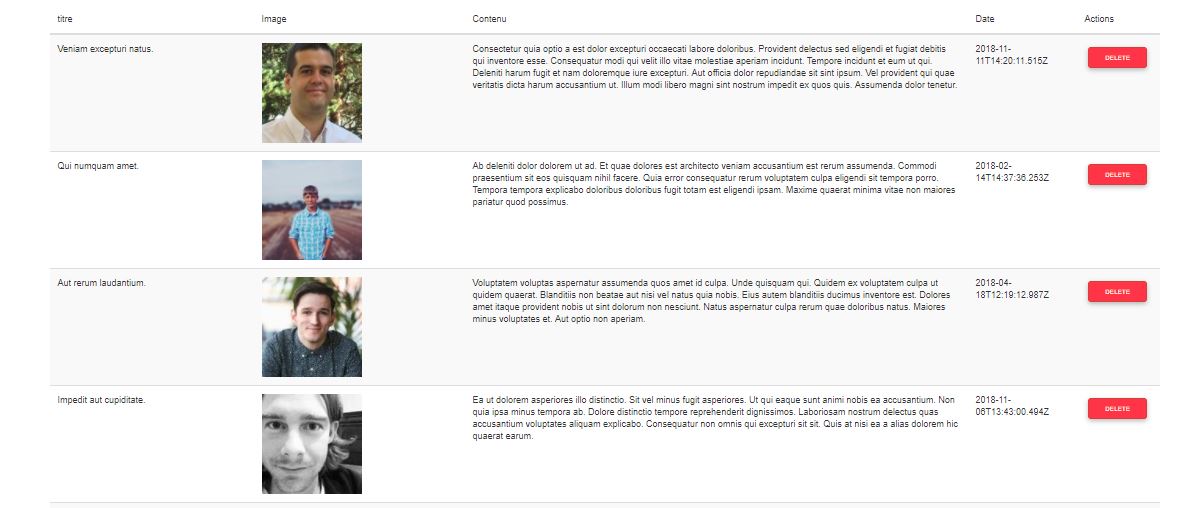 titre Image Contenu Date Actions
Veniam excepturi natus.
Consectetur quia optio a est dolor excepturi occaecati labore doloribus. Provident delectus sed eligendi et fugiat debitis
qui inventore esse. Consequatur modi qui velit illo vitae molestiae aperiam incidunt. Tempore incidunt et eum ut qui.
Deleniti harum fugit et nam doloremque iure excepturi. Aut officia dolor repudiandae sit sint ipsum. Vel provident qui quae
veritatis dicta harum accusantium ut. Illum modi libero magni sint nostrum impedit ex quos quis. Assumenda dolor tenetur.
2018-11-
11T14:20:11.515Z
DELETE
Qui numquam amet.
Ab deleniti dolor dolorem ut ad. Et quae dolores est architecto veniam accusantium est rerum assumenda. Commodi
praesentium sit eos quisquam nihil facere. Quia error consequatur rerum voluptatem culpa eligendi sit tempora porro.
Tempora tempora explicabo doloribus doloribus fugit totam est eligendi ipsam. Maxime quaerat minima vitae non maiores
pariatur quod possimus.
2018-02-
14T14:37:36.253Z
DELETE
Aut rerum laudantium.
Voluptatem voluptas aspernatur assumenda quos amet id culpa. Unde quisquam qui. Quidem ex voluptatem culpa ut
quidem quaerat. Blanditiis non beatae aut nisi vel natus quia nobis. Eius autem blanditiis ducimus inventore est. Dolores
amet itaque provident nobis ut sint dolorum non nesciunt. Natus aspernatur culpa rerum quae doloribus natus. Maiores
minus voluptates et. Aut optio non aperiam.
2018-04-
18T12:19:12.987Z
DELETE
Impedit aut cupiditate.
Ea ut dolorem asperiores illo distinctio. Sit vel minus fugit asperiores. Ut qui eaque sunt animi nobis ea accusantium. Non
quia ipsa minus tempora ab. Dolore distinctio tempore reprehenderit dignissimos. Laboriosam nostrum delectus quas
accusantium voluptates aliquam explicabo. Consequatur non omnis qui excepturi sit sit. Quis at nisi ea a alias dolorem hic
quaerat earum.
2018-11-
06T13:43:00.494Z
DELETE